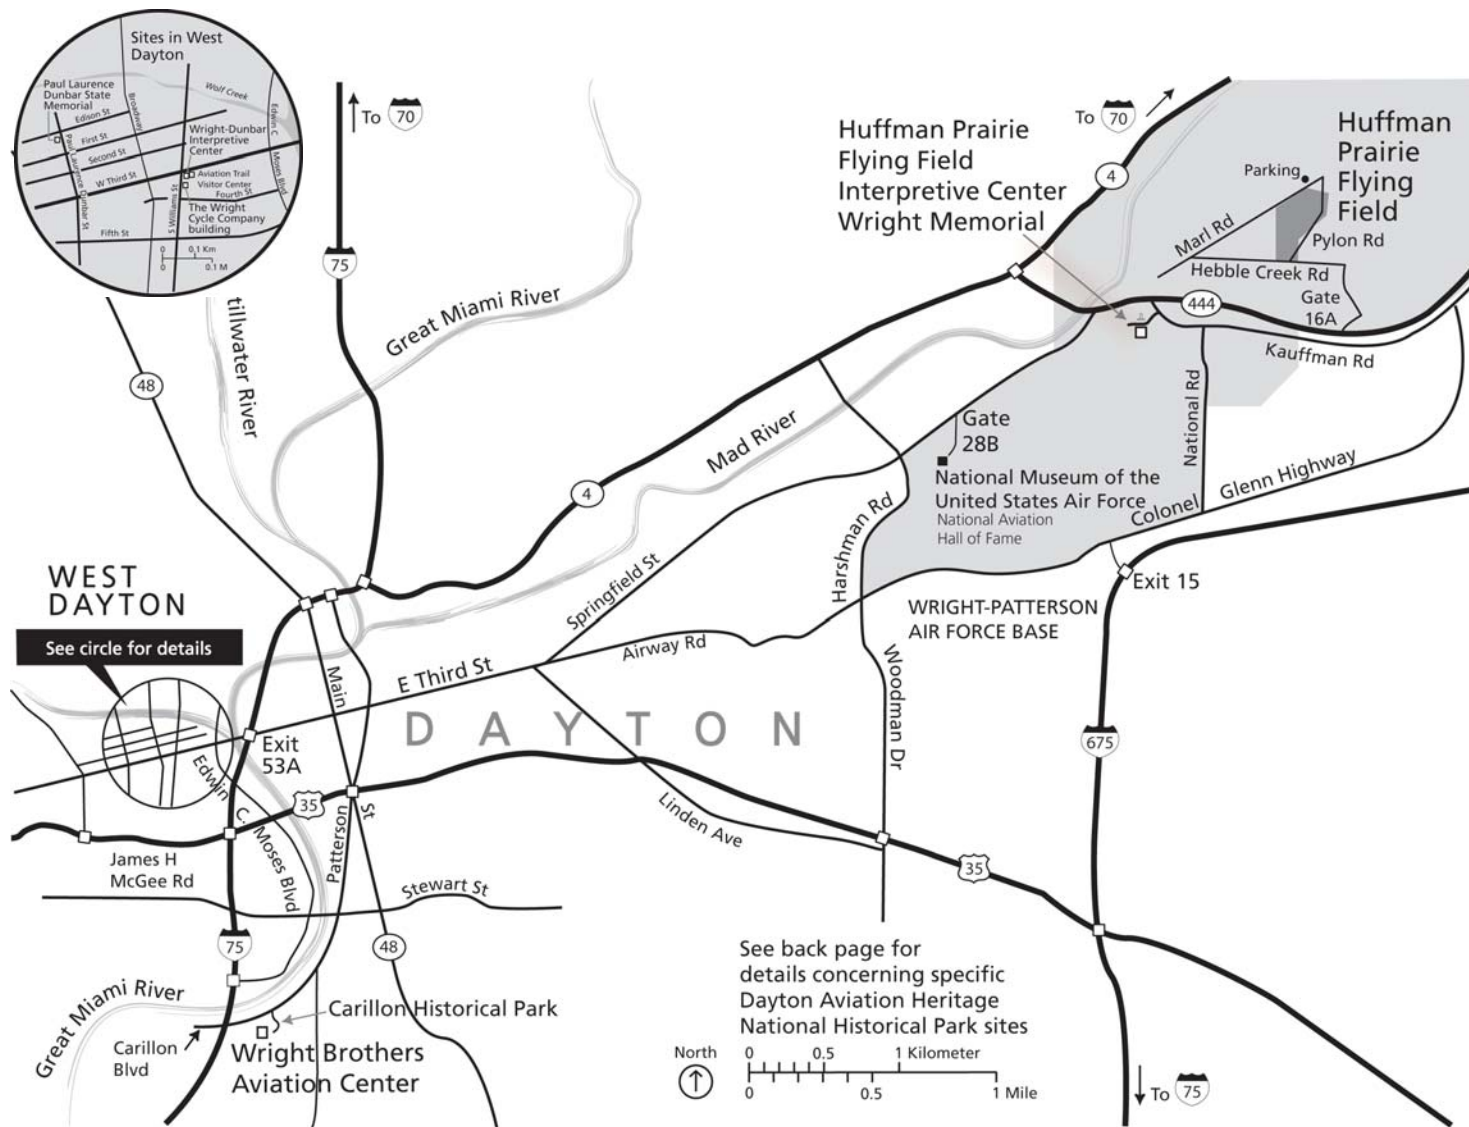 Sites in West
Dayton
Paul Laurence
Dunbar State
Memorial
Edison St
First St
Second St
W Third St
Broadway
Wolf Creek
Edwin C
Moses Blvd
Wright-Dunbar
Interpretive
Center
Aviation Trail
Visitor Center
Fourth St
The Wright
Cycle Company
building
Paul Laurence Dunbar St
S Williams St
Fifth St
0 0.1 Km
0 0.1 M
To 70
75
To 70
4
Huffman Prairie
Flying Field
Interpretive Center
Wright Memorial
Huffman
Prairie
Flying
Field
Parking
Marl Rd
Pylon Rd
Hebble Creek Rd
Gate
16A
444
Kauffman Rd
tillwater River
Great Miami River
48
Mad River
4
National Rd
Gate
28B
National Museum of the
United States Air Force
National Aviation
Hall of Fame
Colonel Glenn Highway
Harshman Rd
Springfield St
Exit 15
WRIGHT-PATTERSON
AIR FORCE BASE
WEST
DAYTON
See circle for details
Main
St
E Third St
Airway Rd
Woodman Dr
DAYTON
Exit
53A
Edwin C. Moses Blvd
35
Patterson
Linden Ave
675
James H
McGee Rd
Stewart St
35
75
48
Great Miami River
Carillon Historical Park
Carillon
Blvd
Wright Brothers
Aviation Center
See back page for
details concerning specific
Dayton Aviation Heritage
National Historical Park sites
North
0 0.5 1 Kilometer
0 0.5 1 Mile
To 75